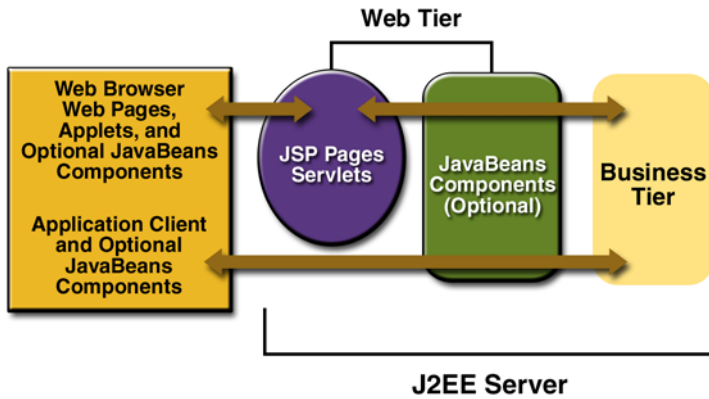 Web Tier
Web Browser
Web Pages,
Applets, and
Optional JavaBeans
Components
Application Client
and Optional
JavaBeans
Components
JSP Pages
Servlets
JavaBeans
Components
(Optional)
Business
Tier
J2EE Server